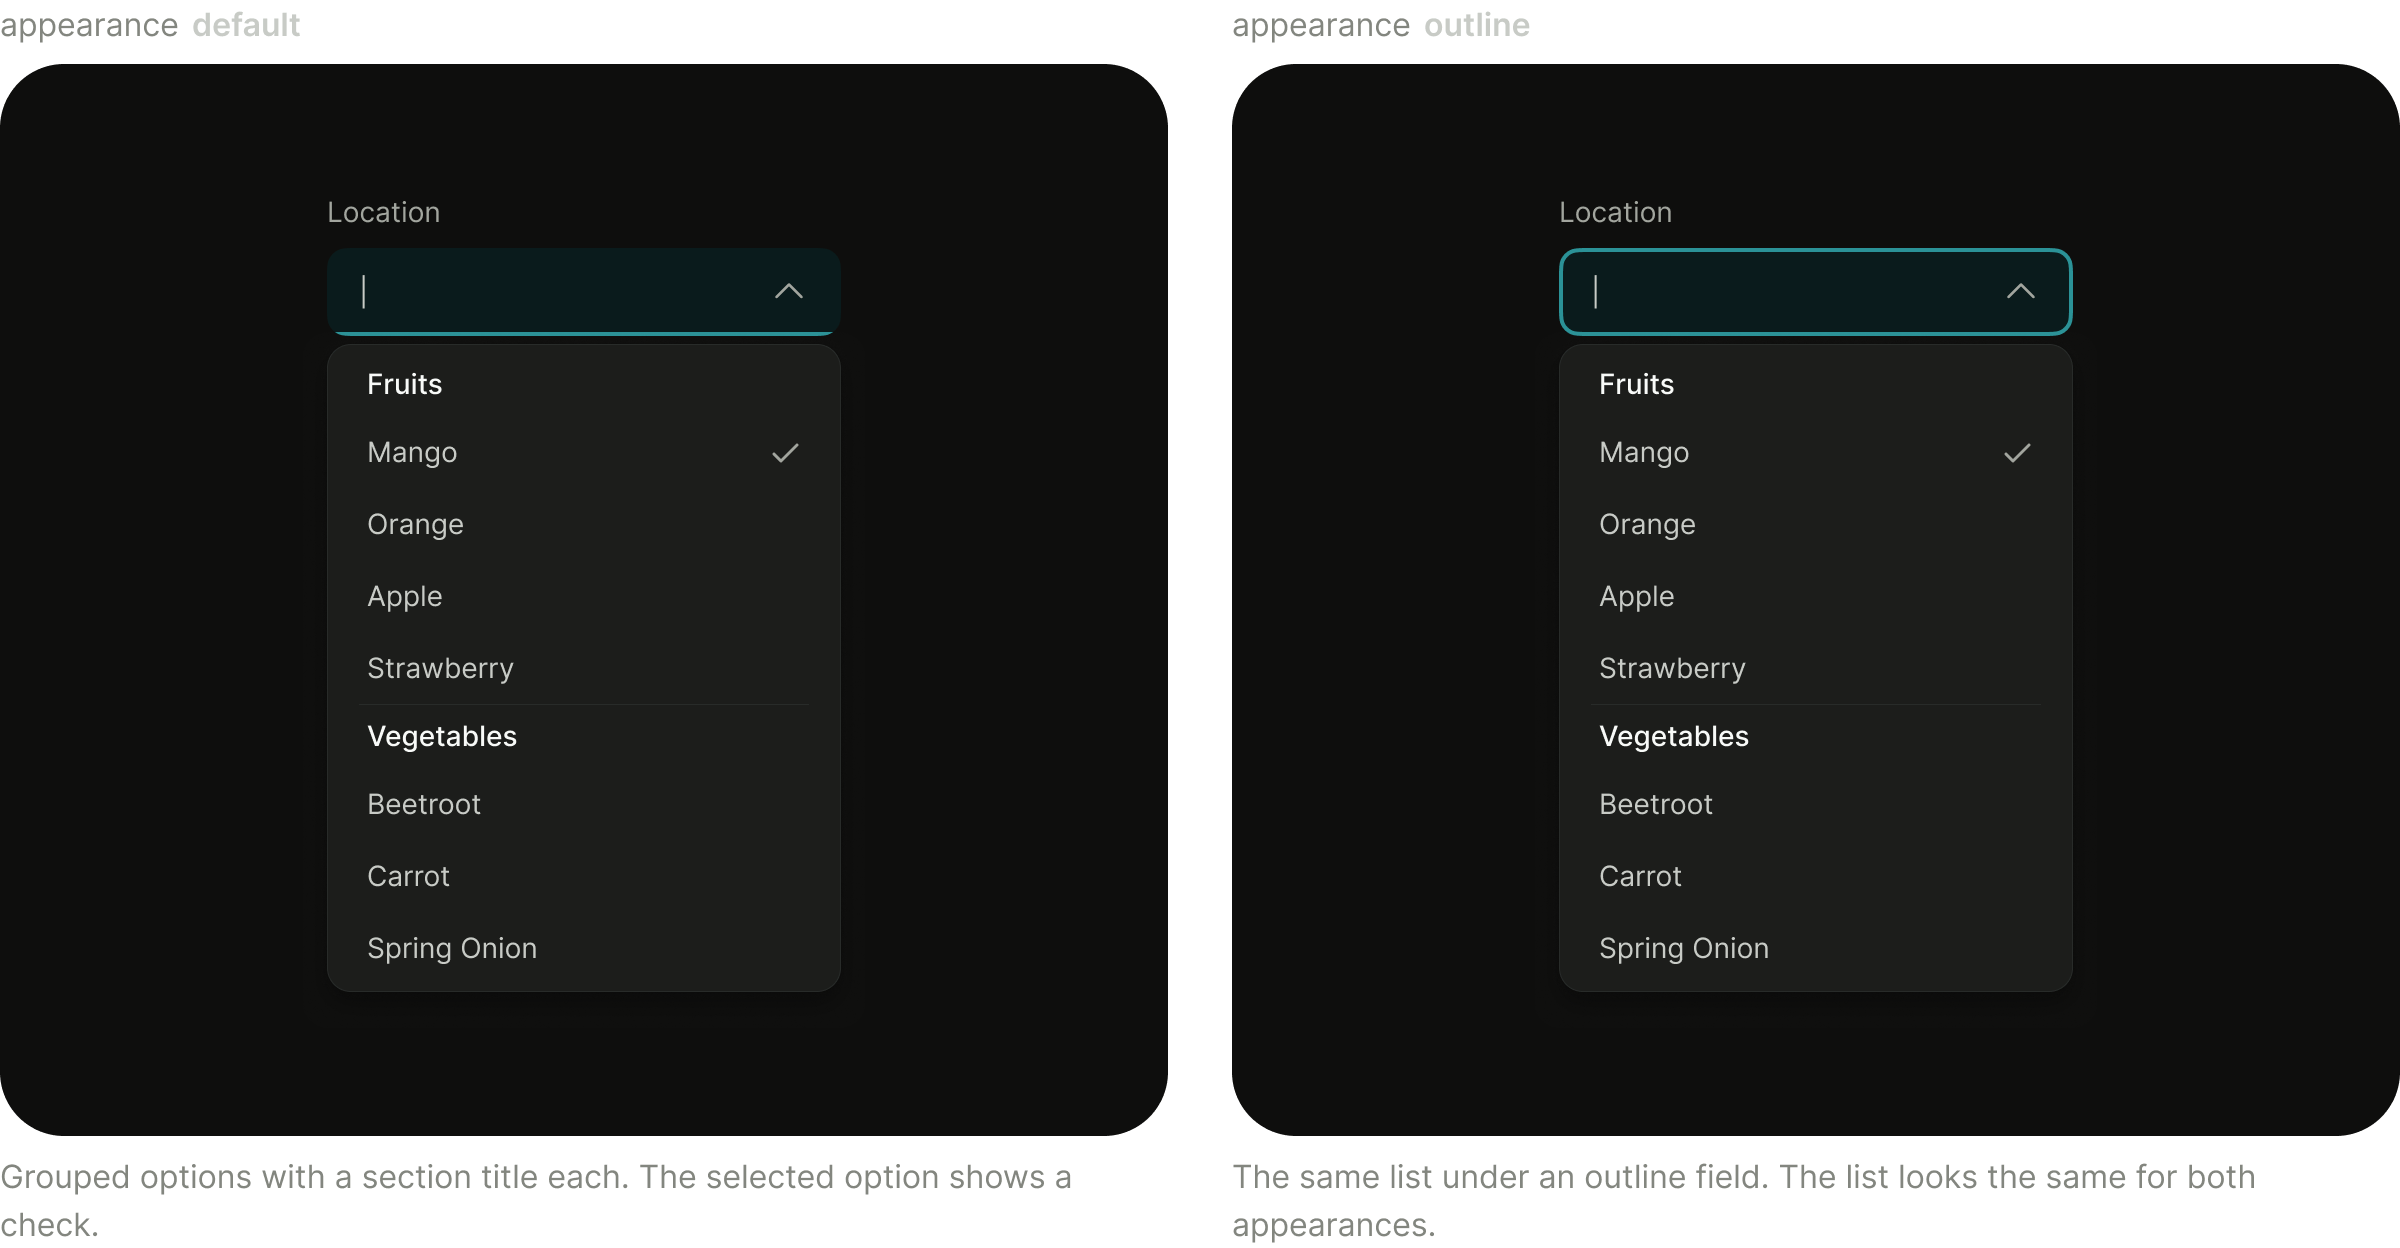 appearance default
Location
Fruits
Mango
Orange
Apple
Strawberry
Vegetables
Beetroot
Carrot
Spring Onion
Grouped options with a section title each. The selected option shows a
check.
appearance outline
Location
Fruits
Mango
Orange
Apple
Strawberry
Vegetables
Beetroot
Carrot
Spring Onion
The same list under an outline field. The list looks the same for both
appearances.